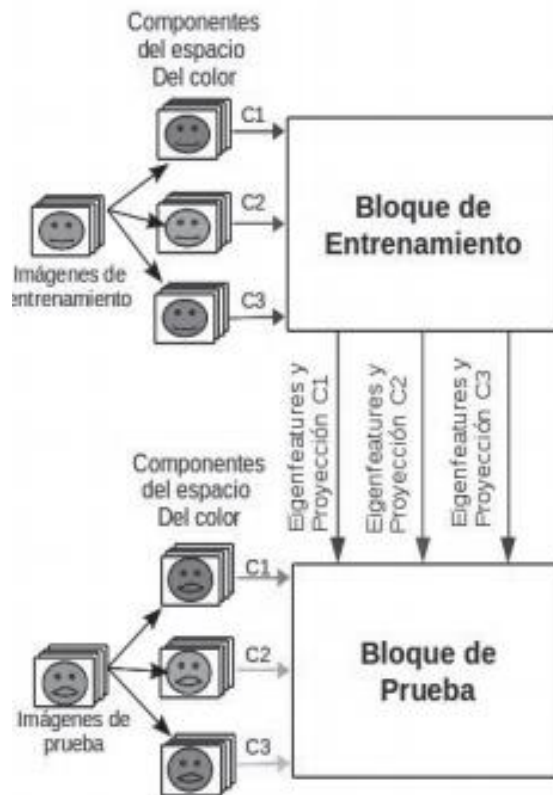 Componentes
del espacio
Del color
C1
C2
C3
Imágenes de
entrenamiento
Bloque de
Entrenamiento
Eigenfeatures y
Proyección C1
Eigenfeatures y
Proyección C2
Eigenfeatures y
Proyección C3
Componentes
del espacio
Del color
C1
C2
C3
Imágenes de
prueba
Bloque de
Prueba